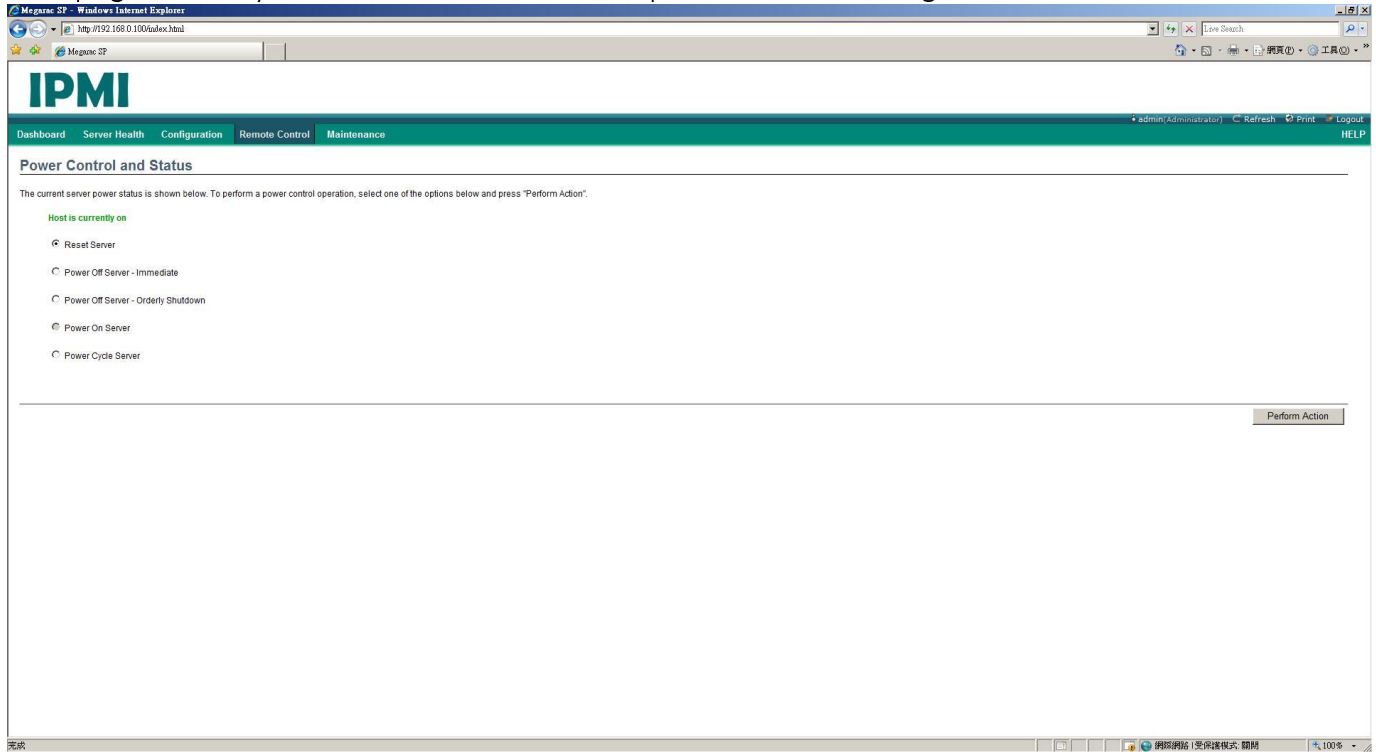 Megarac SP - Windows Internet Explorer
http://192.168.0.100/index.html
Live Search
Megarac SP
網頁(P)
工具(O)
IPMI
admin(Administrator) Refresh Print Logout
Dashboard Server Health Configuration Remote Control Maintenance HELP
Power Control and Status
The current server power status is shown below. To perform a power control operation, select one of the options below and press "Perform Action".
Host is currently on
Reset Server
Power Off Server - Immediate
Power Off Server - Orderly Shutdown
Power On Server
Power Cycle Server
Perform Action
完成
網際網路 | 受保護模式: 關閉
100%